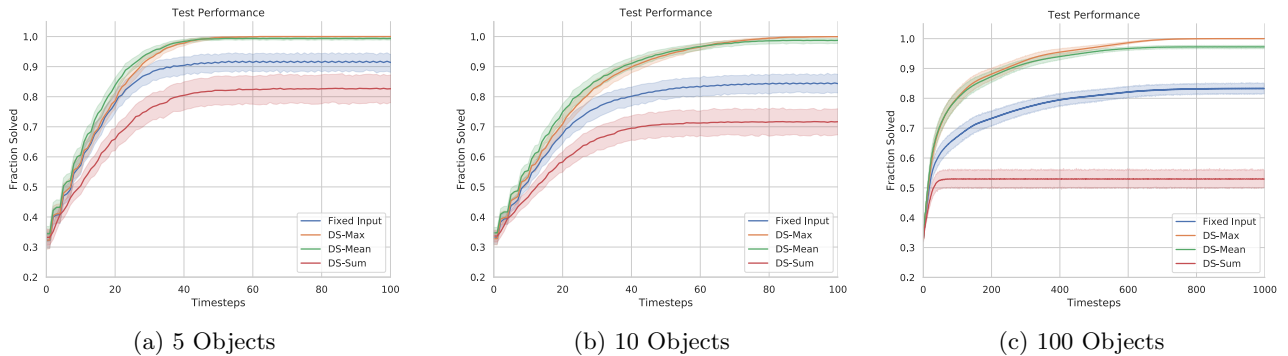 Test Performance
Fraction Solved
1.0
0.9
0.8
0.7
0.6
0.5
0.4
0.3
0.2
0 20 40 60 80 100
Timesteps
Fixed Input
DS-Max
DS-Mean
DS-Sum
(a) 5 Objects
Test Performance
Fraction Solved
1.0
0.9
0.8
0.7
0.6
0.5
0.4
0.3
0.2
0 20 40 60 80 100
Timesteps
Fixed Input
DS-Max
DS-Mean
DS-Sum
(b) 10 Objects
Test Performance
Fraction Solved
1.0
0.9
0.8
0.7
0.6
0.5
0.4
0.3
0.2
0 200 400 600 800 1000
Timesteps
Fixed Input
DS-Max
DS-Mean
DS-Sum
(c) 100 Objects